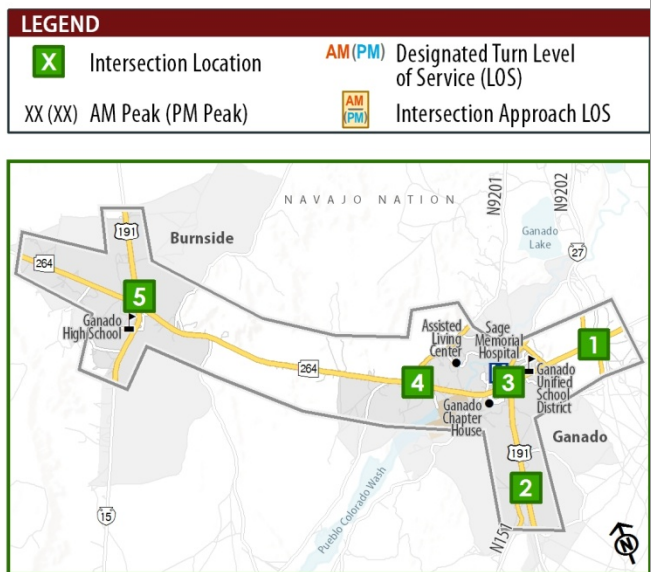 LEGEND
X Intersection Location
AM (PM) Designated Turn Level
of Service (LOS)
XX (XX) AM Peak (PM Peak)
AM
(PM)
Intersection Approach LOS
NAVAJO NATION
N9201
N9202
191
Burnside
Ganado
Lake
27
264
5
Ganado
High School
Assisted
Living
Center
Sage
Memorial
Hospital
1
264
4
3
Ganado
Unified
School
District
Ganado
Chapter
House
Ganado
191
2
15
Pueblo Colorado Wash
N151
N